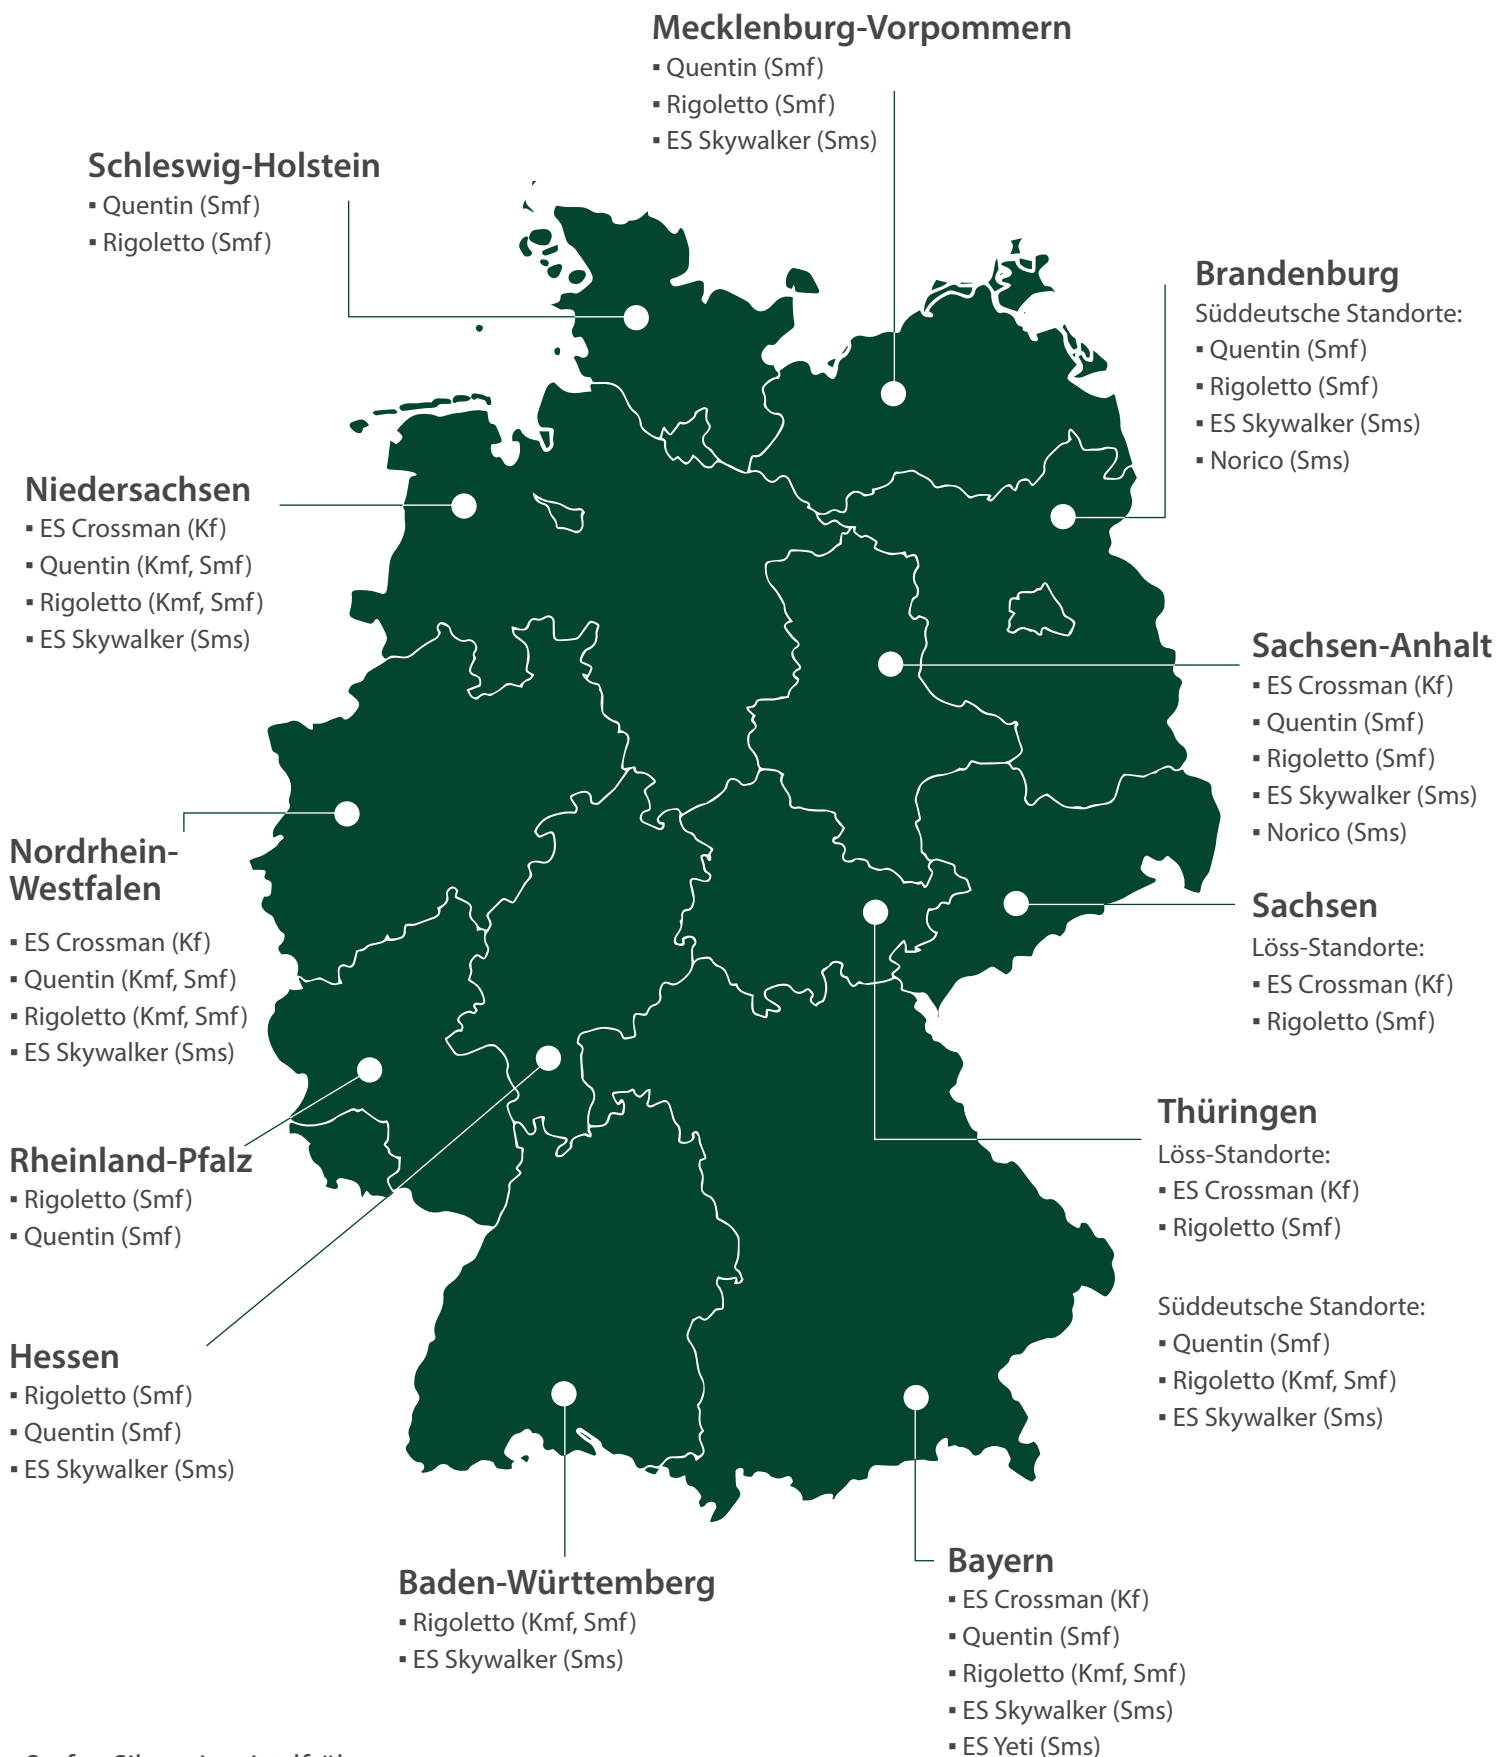 Mecklenburg-Vorpommern
▪ Quentin (Smf)
▪ Rigoletto (Smf)
▪ ES Skywalker (Sms)
Schleswig-Holstein
▪ Quentin (Smf)
▪ Rigoletto (Smf)
Brandenburg
Süddeutsche Standorte:
▪ Quentin (Smf)
▪ Rigoletto (Smf)
▪ ES Skywalker (Sms)
▪ Norico (Sms)
Niedersachsen
▪ ES Crossman (Kf)
▪ Quentin (Kmf, Smf)
▪ Rigoletto (Kmf, Smf)
▪ ES Skywalker (Sms)
Sachsen-Anhalt
▪ ES Crossman (Kf)
▪ Quentin (Smf)
▪ Rigoletto (Smf)
▪ ES Skywalker (Sms)
▪ Norico (Sms)
Nordrhein-
Westfalen
▪ ES Crossman (Kf)
▪ Quentin (Kmf, Smf)
▪ Rigoletto (Kmf, Smf)
▪ ES Skywalker (Sms)
Sachsen
Löss-Standorte:
▪ ES Crossman (Kf)
▪ Rigoletto (Smf)
Rheinland-Pfalz
▪ Rigoletto (Smf)
▪ Quentin (Smf)
Thüringen
Löss-Standorte:
▪ ES Crossman (Kf)
▪ Rigoletto (Smf)
Süddeutsche Standorte:
▪ Quentin (Smf)
▪ Rigoletto (Kmf, Smf)
▪ ES Skywalker (Sms)
Hessen
▪ Rigoletto (Smf)
▪ Quentin (Smf)
▪ ES Skywalker (Sms)
Baden-Württemberg
▪ Rigoletto (Kmf, Smf)
▪ ES Skywalker (Sms)
Bayern
▪ ES Crossman (Kf)
▪ Quentin (Smf)
▪ Rigoletto (Kmf, Smf)
▪ ES Skywalker (Sms)
▪ ES Yeti (Sms)